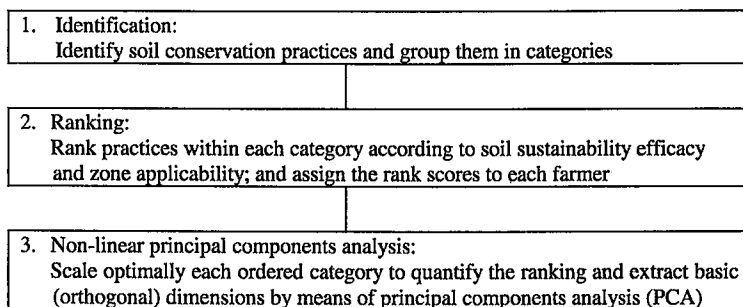 1. Identification:
Identify soil conservation practices and group them in categories
2. Ranking:
Rank practices within each category according to soil sustainability efficacy
and zone applicability; and assign the rank scores to each farmer
3. Non-linear principal components analysis:
Scale optimally each ordered category to quantify the ranking and extract basic
(orthogonal) dimensions by means of principal components analysis (PCA)